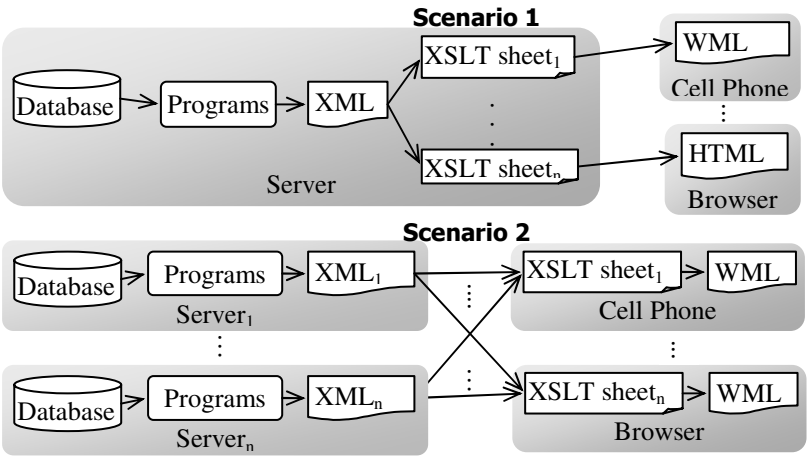 Scenario 1
XSLT sheet1
WML
Cell Phone
Database
Programs
XML
⋮
⋮
XSLT sheetn
HTML
Server
Browser
Scenario 2
Database
Programs
XML1
XSLT sheet1
WML
Server1
Cell Phone
⋮
⋮
Database
Programs
XMLn
XSLT sheetn
WML
Servern
Browser